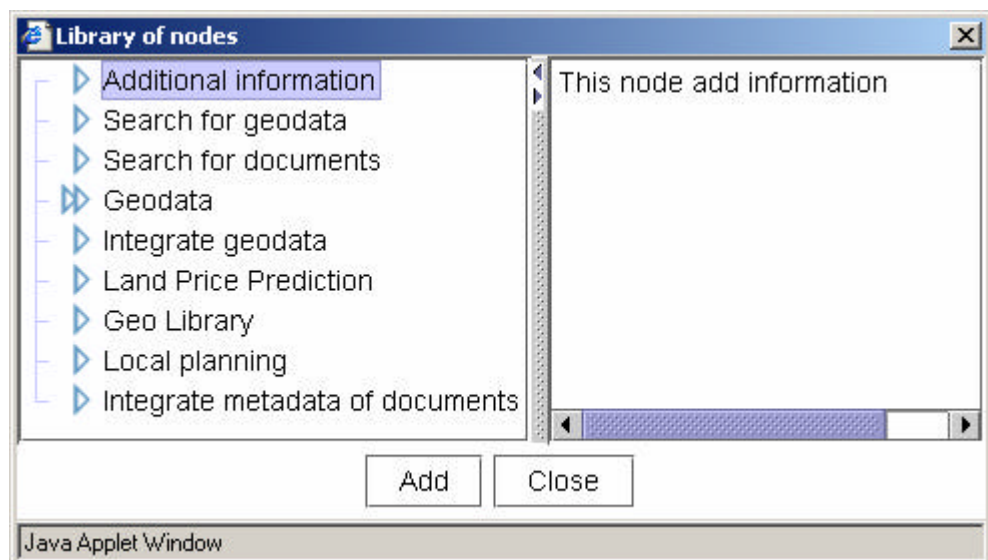 Library of nodes
Additional information
Search for geodata
Search for documents
Geodata
Integrate geodata
Land Price Prediction
Geo Library
Local planning
Integrate metadata of documents
This node add information
Add
Close
Java Applet Window